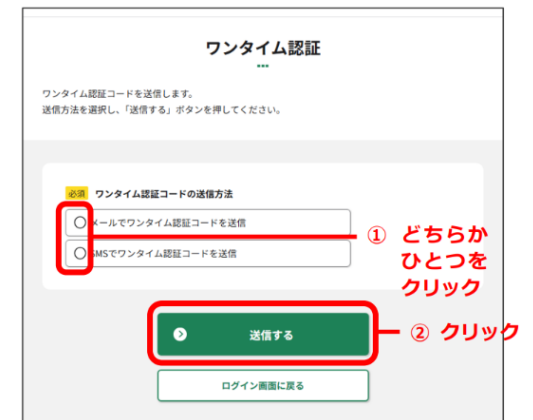 ワンタイム認証
ワンタイム認証コードを送信します。
送信方法を選択し、「送信する」ボタンを押してください。
必須 ワンタイム認証コードの送信方法
メールでワンタイム認証コードを送信
SMSでワンタイム認証コードを送信
① どちらか
ひとつを
クリック
送信する
② クリック
ログイン画面に戻る